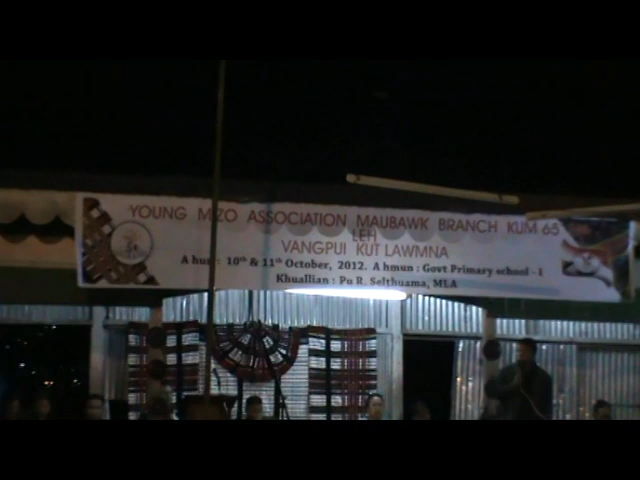 YOUNG MIZO ASSOCIATION MAUBAWK BRANCH KUM 65
LEH
VANGPUI KUT LAWMNA
A hun : 10th & 11th October, 2012. A hmun : Govt Primary school - I
Khuallian : Pu R. Selthuama, MLA